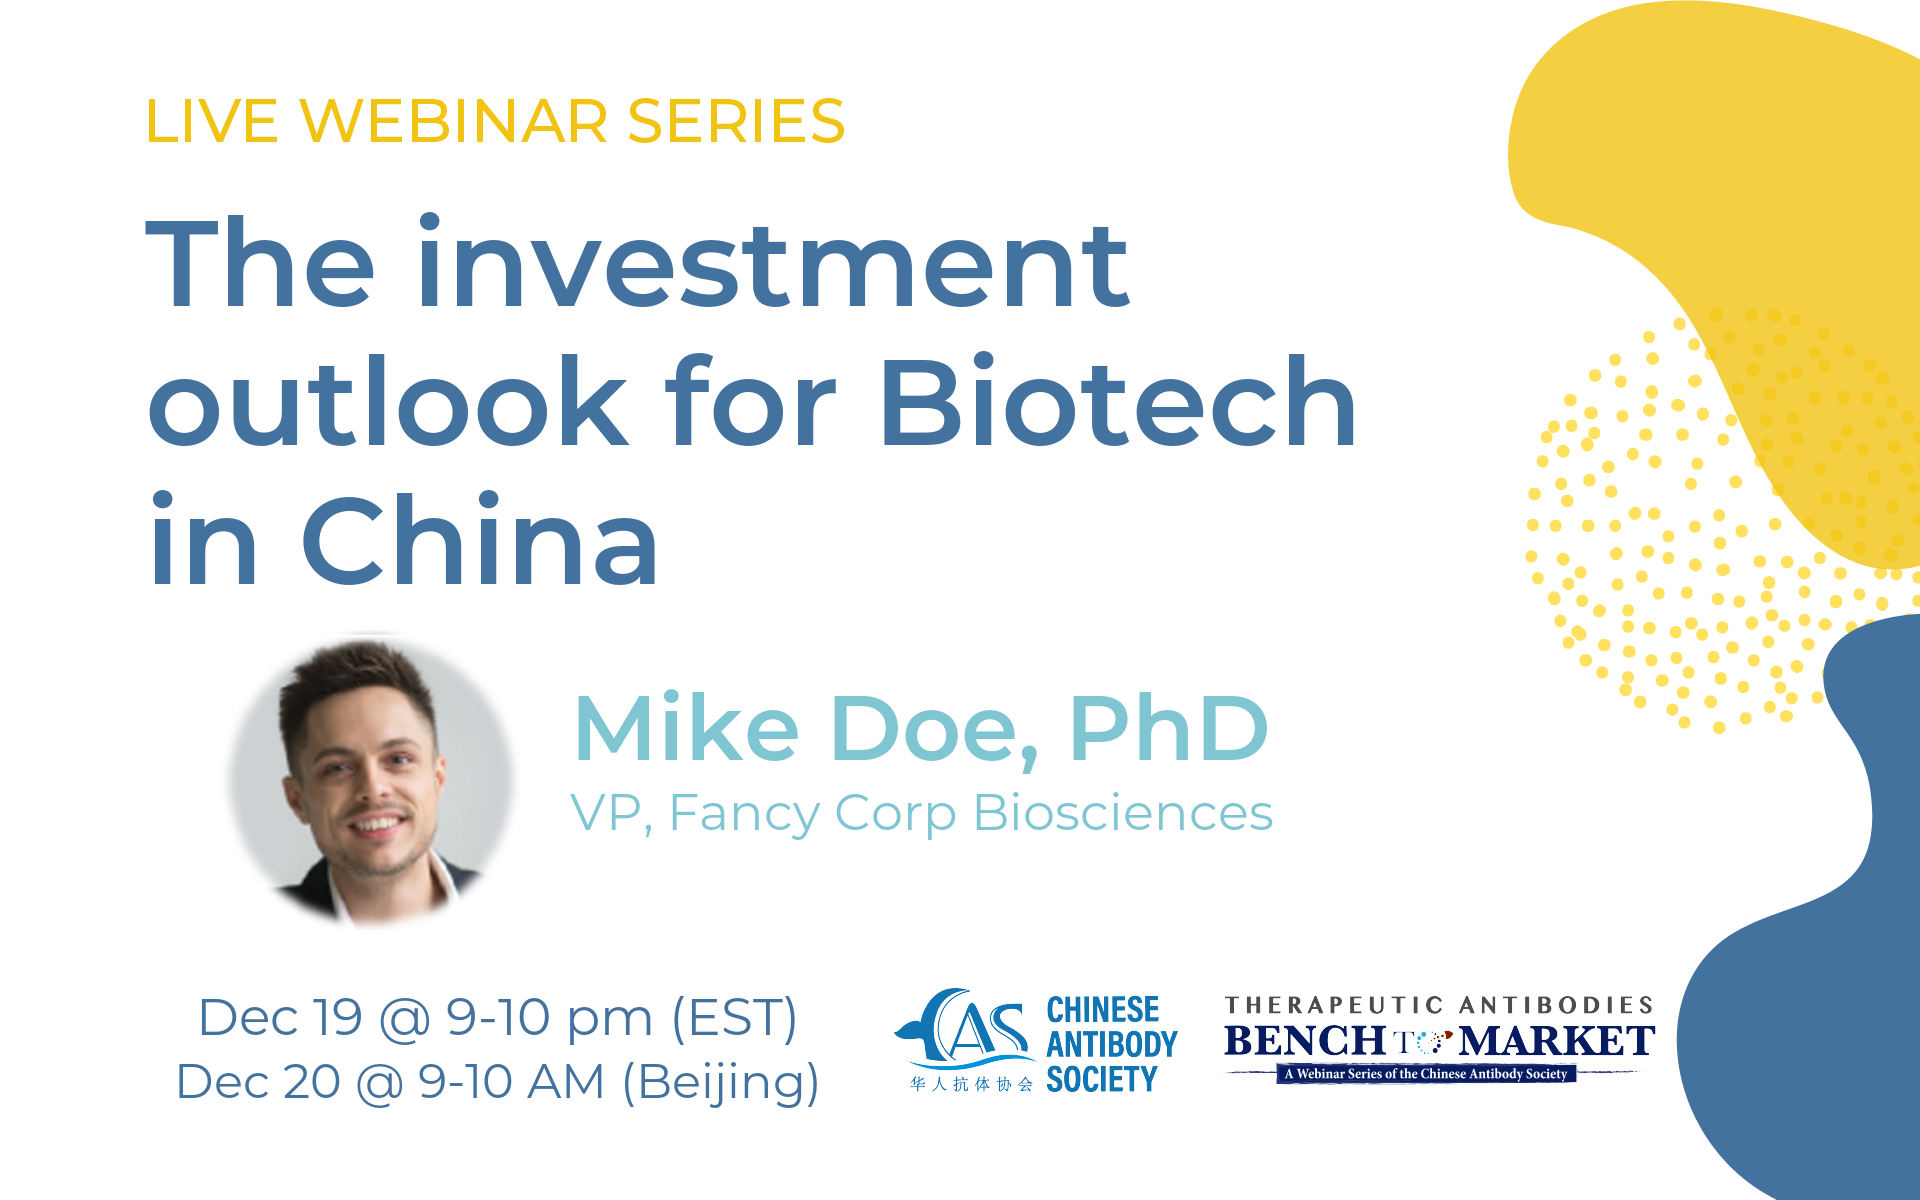 LIVE WEBINAR SERIES
The investment
outlook for Biotech
in China
Mike Doe, PhD
VP, Fancy Corp Biosciences
Dec 19 @ 9-10 pm (EST)
Dec 20 @ 9-10 AM (Beijing)
CAS
华人抗体协会
CHINESE
ANTIBODY
SOCIETY
THERAPEUTIC ANTIBODIES
BENCH TO MARKET
A Webinar Series of the Chinese Antibody Society